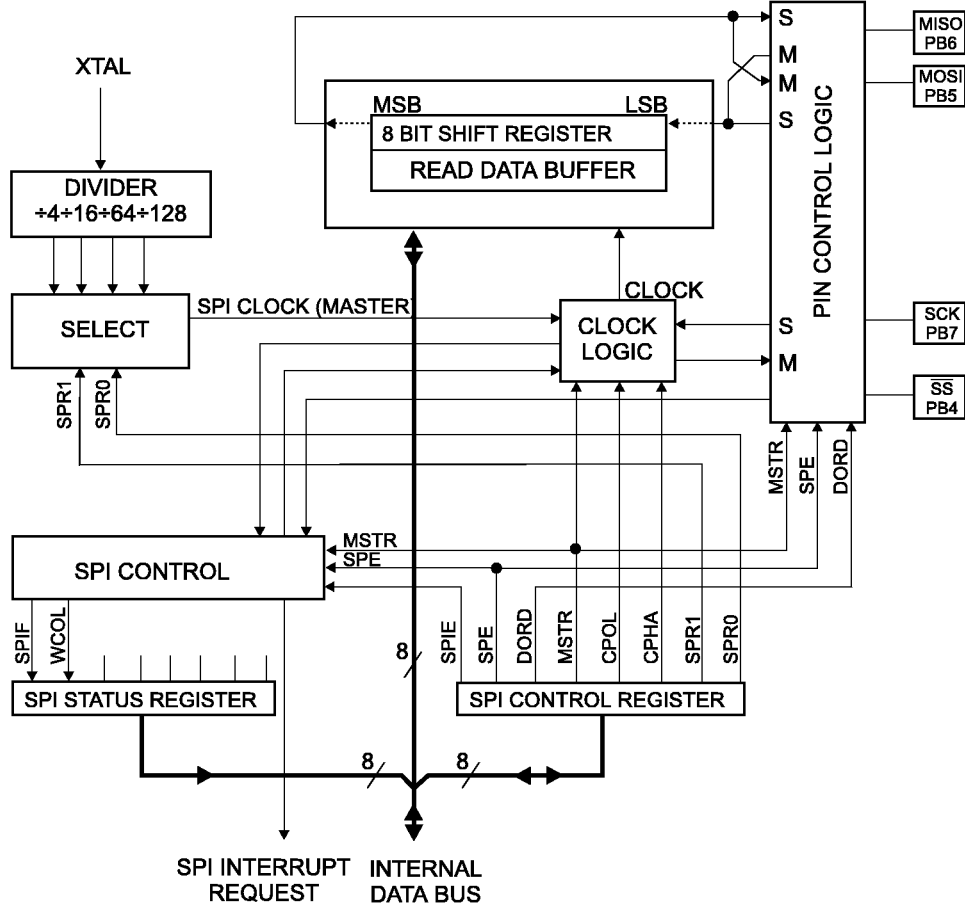 XTAL
DIVIDER
÷4÷16÷64÷128
SELECT
SPR1
SPR0
SPI CLOCK (MASTER)
MSB
LSB
8 BIT SHIFT REGISTER
READ DATA BUFFER
CLOCK
CLOCK
LOGIC
S
M
M
S
S
M
PIN CONTROL LOGIC
MISO
PB6
MOSI
PB5
SCK
PB7
SS
PB4
MSTR
SPE
DORD
SPI CONTROL
MSTR
SPE
SPIF
WCOL
SPI STATUS REGISTER
8
SPIE
SPE
DORD
MSTR
CPOL
CPHA
SPR1
SPR0
SPI CONTROL REGISTER
8
8
SPI INTERRUPT
REQUEST
INTERNAL
DATA BUS